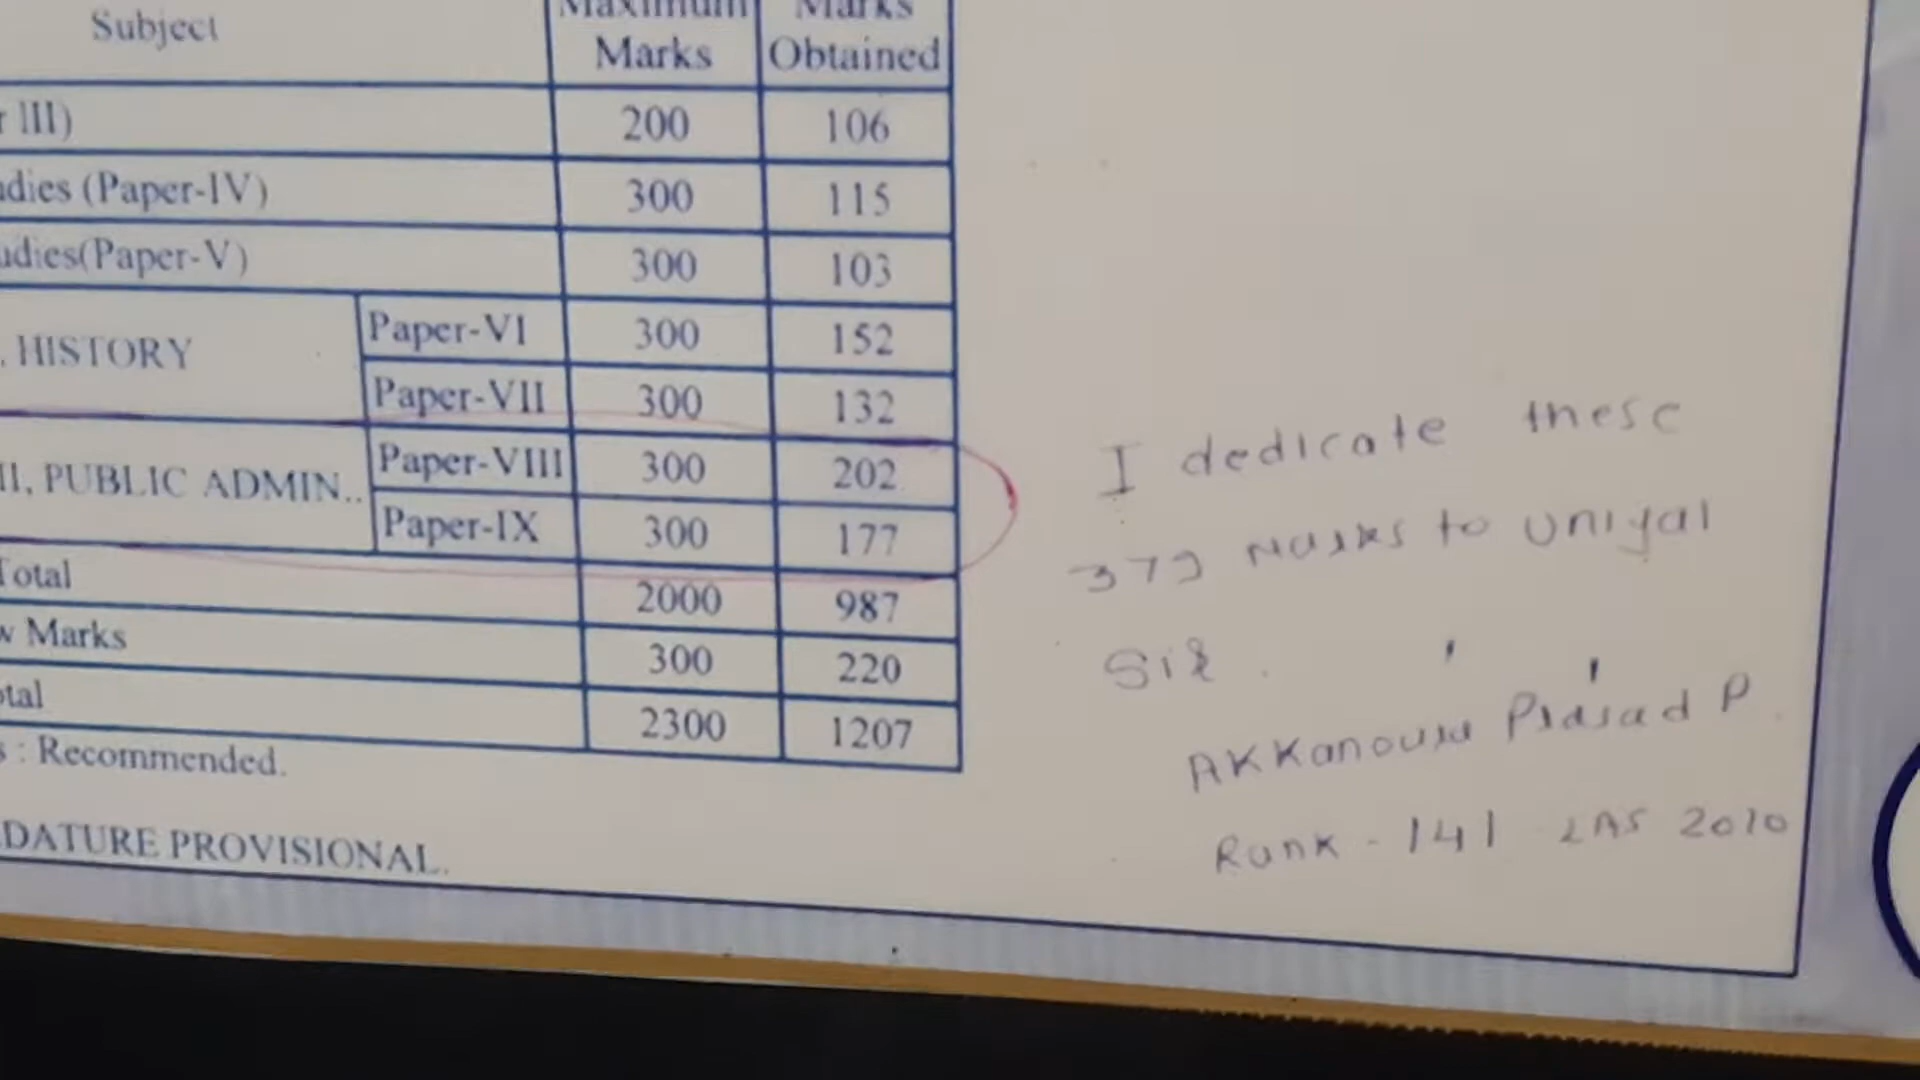 Subject Maximum Marks Marks Obtained
r III) 200 106
udies (Paper-IV) 300 115
udies(Paper-V) 300 103
. HISTORY Paper-VI 300 152
Paper-VII 300 132
II, PUBLIC ADMIN.. Paper-VIII 300 202
Paper-IX 300 177
Total 2000 987
w Marks 300 220
otal 2300 1207
s : Recommended.
DATURE PROVISIONAL.
I dedicate these
379 Marks to Uniyal
Sir.
Prasad P.
Rank - 141 IAS 2010